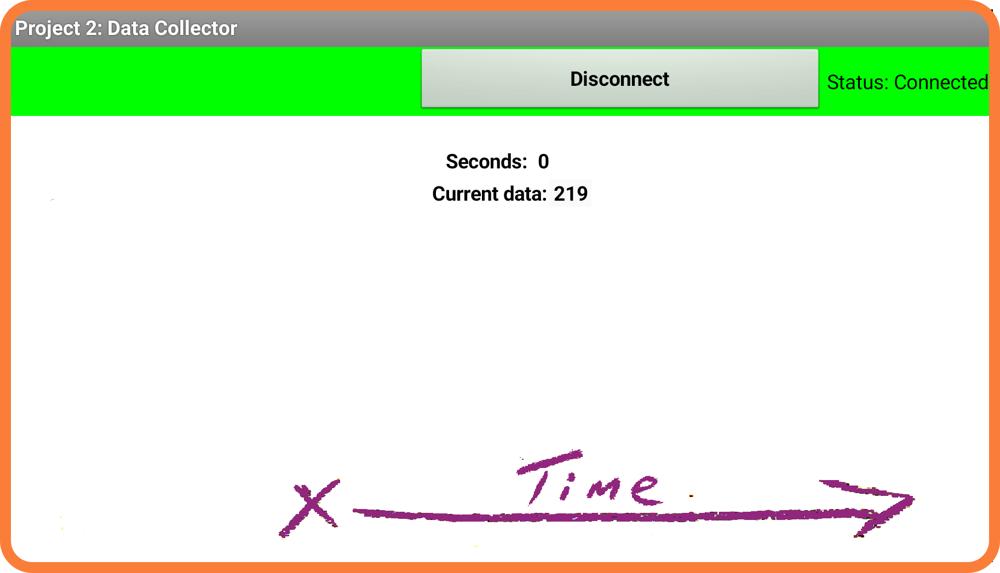 Project 2: Data Collector
Disconnect
Status: Connected
Seconds: 0
Current data: 219
Time
X